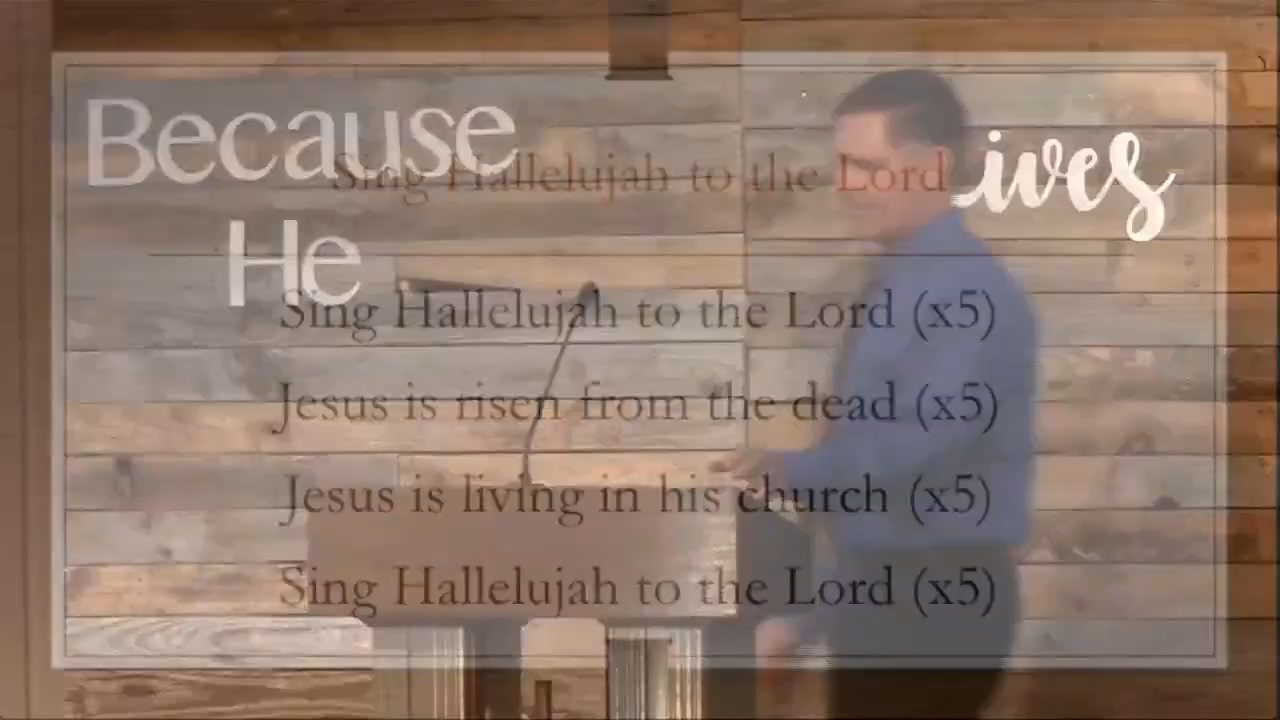 Because
He
Lives
Sing Hallelujah to the Lord
Sing Hallelujah to the Lord (x5)
Jesus is risen from the dead (x5)
Jesus is living in his church (x5)
Sing Hallelujah to the Lord (x5)